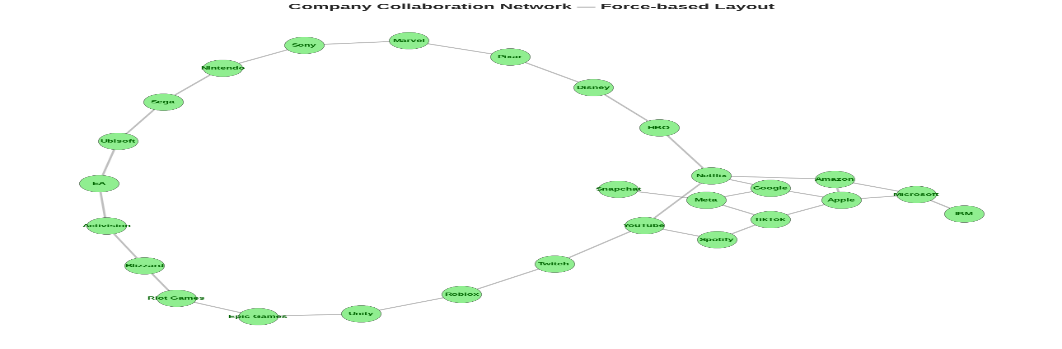 Company Collaboration Network — Force-based Layout
Marvel
Sony
Pixar
Nintendo
Disney
Sega
HBO
Ubisoft
Netflix
Amazon
EA
Google
Snapchat
Microsoft
Meta
Apple
IBM
TikTok
YouTube
Activision
Spotify
Twitch
Blizzard
Roblox
Riot Games
Unity
Epic Games